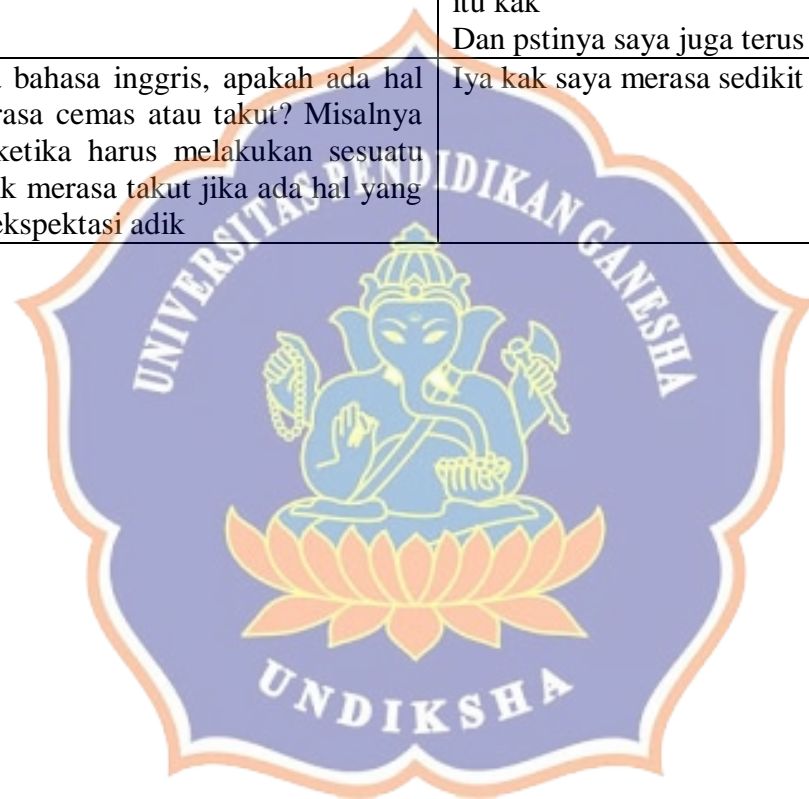 itu kak
Dan pstinya saya juga terus
bahasa inggris, apakah ada hal
rasa cemas atau takut? Misalnya
ketika harus melakukan sesuatu
k merasa takut jika ada hal yang
ekspektasi adik
Iya kak saya merasa sedikit
UNIVERSITAS PENDIDIKAN GANESHA
UNDIKSHA